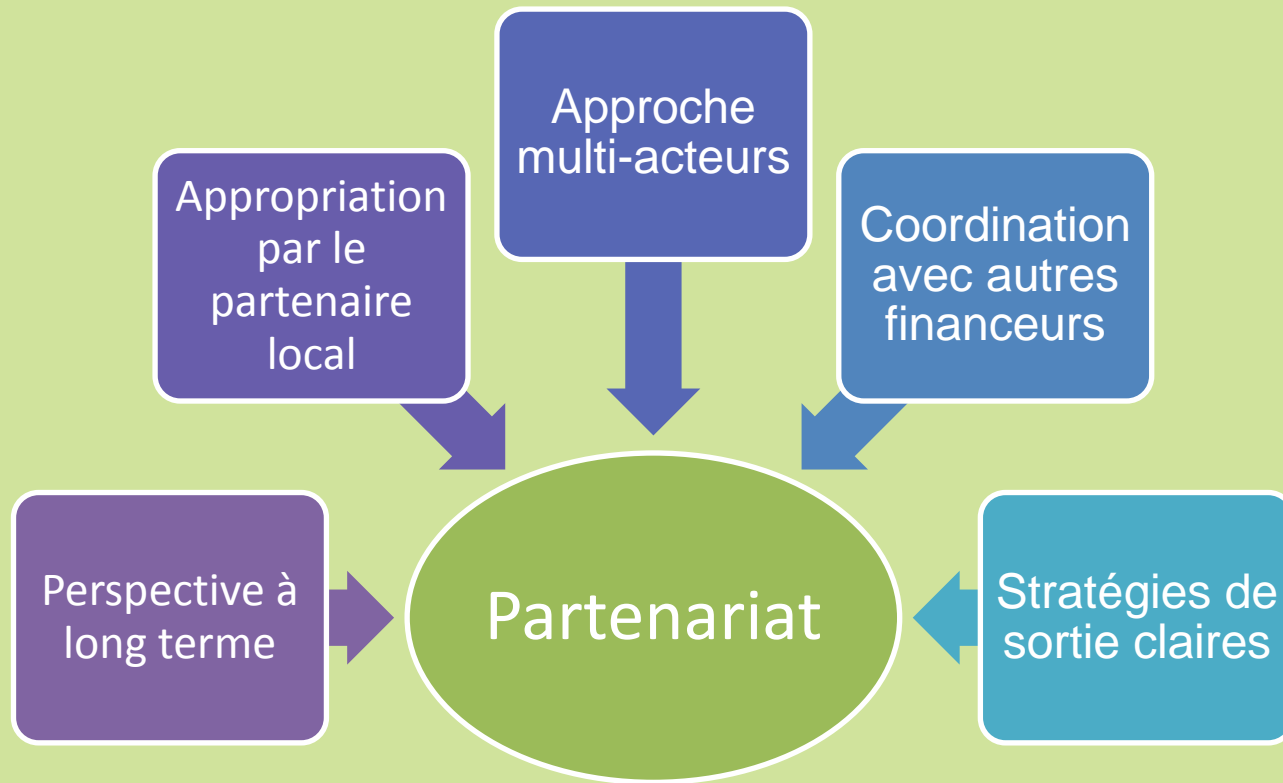 Approche
multi-acteurs
Appropriation
par le
partenaire
local
Coordination
avec autres
financeurs
Perspective à
long terme
Partenariat
Stratégies de
sortie claires